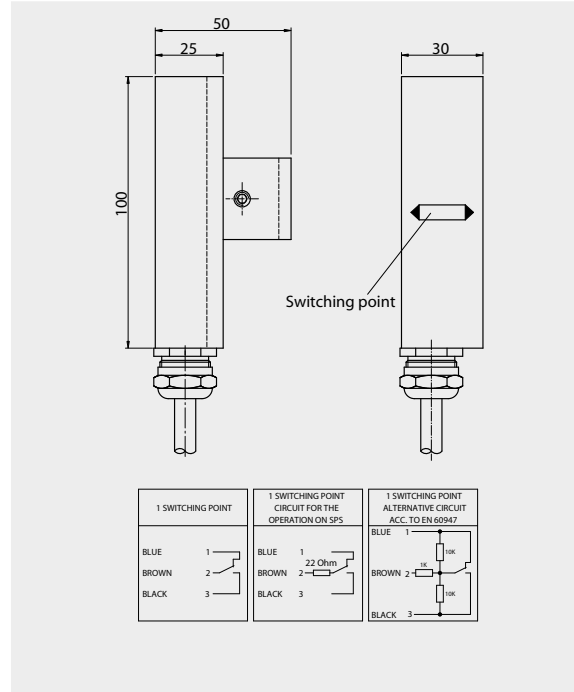 50
25
30
100
Switching point
1 SWITCHING POINT
BLUE 1
BROWN 2
BLACK 3
1 SWITCHING POINT
CIRCUIT FOR THE
OPERATION ON SPS
BLUE 1
22 Ohm
BROWN 2
BLACK 3
1 SWITCHING POINT
ALTERNATIVE CIRCUIT
ACC. TO EN 60947
BLUE 1
10K
1K
BROWN 2
10K
BLACK 3